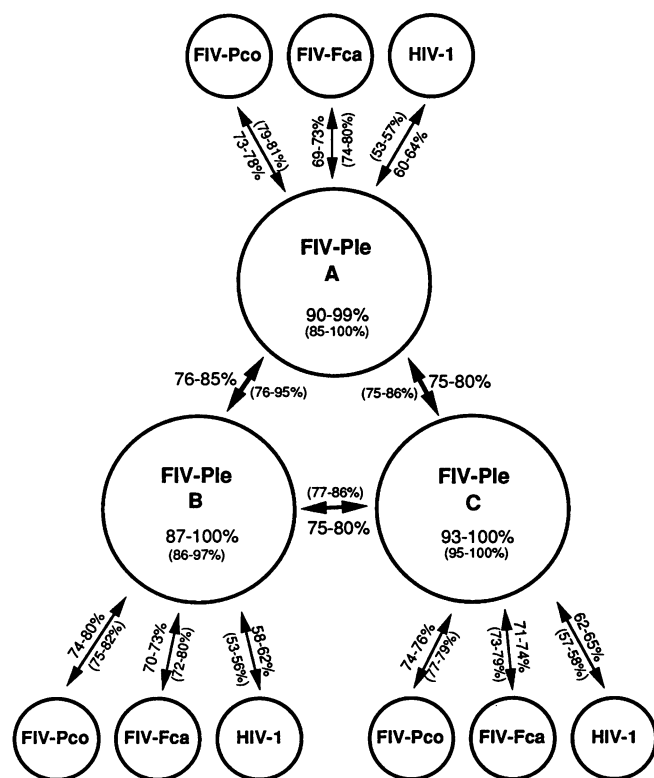 FIV-Pco
FIV-Fca
HIV-1
(79-81%)
73-78%
69-73%
(74-80%)
(53-57%)
60-64%
FIV-Ple
A
90-99%
(85-100%)
76-85%
(76-95%)
(75-86%)
75-80%
FIV-Ple
B
87-100%
(86-97%)
(77-86%)
75-80%
FIV-Ple
C
93-100%
(95-100%)
74-80%
(75-82%)
70-73%
(72-80%)
58-62%
(53-56%)
74-76%
(77-79%)
71-74%
(73-79%)
62-65%
(57-58%)
FIV-Pco
FIV-Fca
HIV-1
FIV-Pco
FIV-Fca
HIV-1